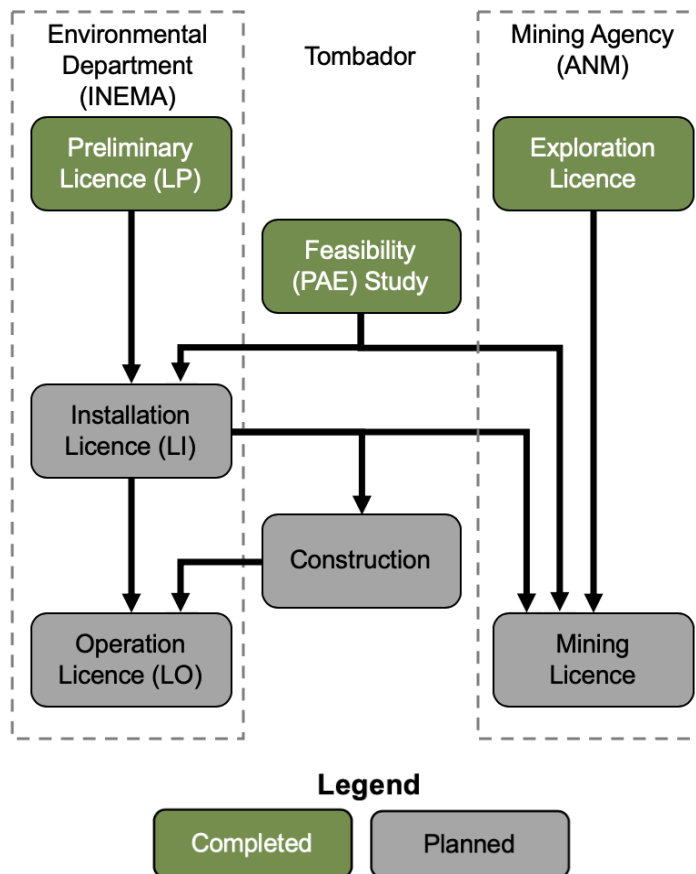 Environmental
Department
(INEMA)
Tombador
Mining Agency
(ANM)
Preliminary
Licence (LP)
Exploration
Licence
Feasibility
(PAE) Study
Installation
Licence (LI)
Construction
Operation
Licence (LO)
Mining
Licence
Legend
Completed
Planned